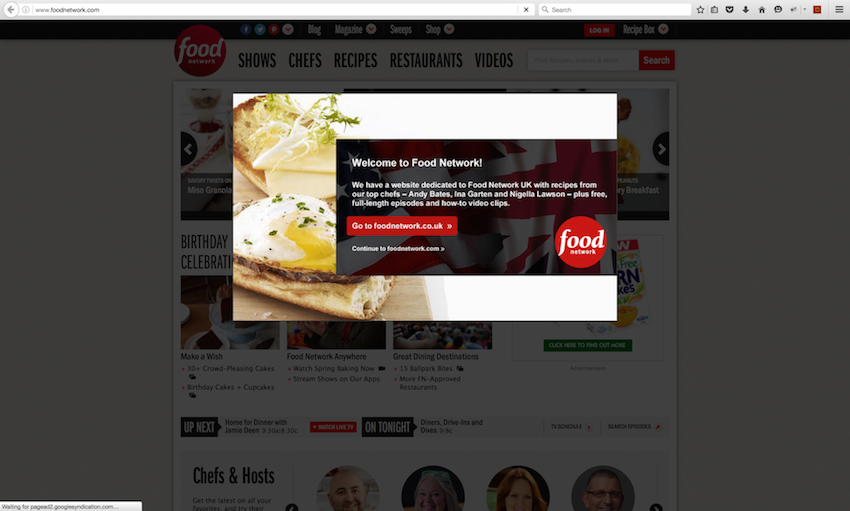 www.foodnetwork.com
Search
Blog
Magazine
Sweeps
Shop
LOG IN
Recipe Box
food
network
SHOWS
CHEFS
RECIPES
RESTAURANTS
VIDEOS
Search
SAVORY TWISTS ON
Miso Granola
PEANUTS
ry Breakfast
Welcome to Food Network!
We have a website dedicated to Food Network UK with recipes from
our top chefs – Andy Bates, Ina Garten and Nigella Lawson – plus free,
full-length episodes and how-to video clips.
Go to foodnetwork.co.uk »
Continue to foodnetwork.com »
food
network
BIRTHDAY
CELEBRATION
Make a Wish
30+ Crowd-Pleasing Cakes
Birthday Cakes + Cupcakes
Food Network Anywhere
Watch Spring Baking Now
Stream Shows on Our Apps
Great Dining Destinations
15 Ballpark Bites
More FN-Approved
Restaurants
Free
CLICK HERE TO FIND OUT MORE
Advertisement
UP NEXT
Home for Dinner with
Jamie Deen 9:30a|8:30c
WATCH LIVE TV
ON TONIGHT
Diners, Drive-Ins and
Dives 9|8c
TV SCHEDULE
SEARCH EPISODES
Chefs & Hosts
Get the latest on all your
favorites, and try their
Waiting for pagead2.googlesyndication.com...